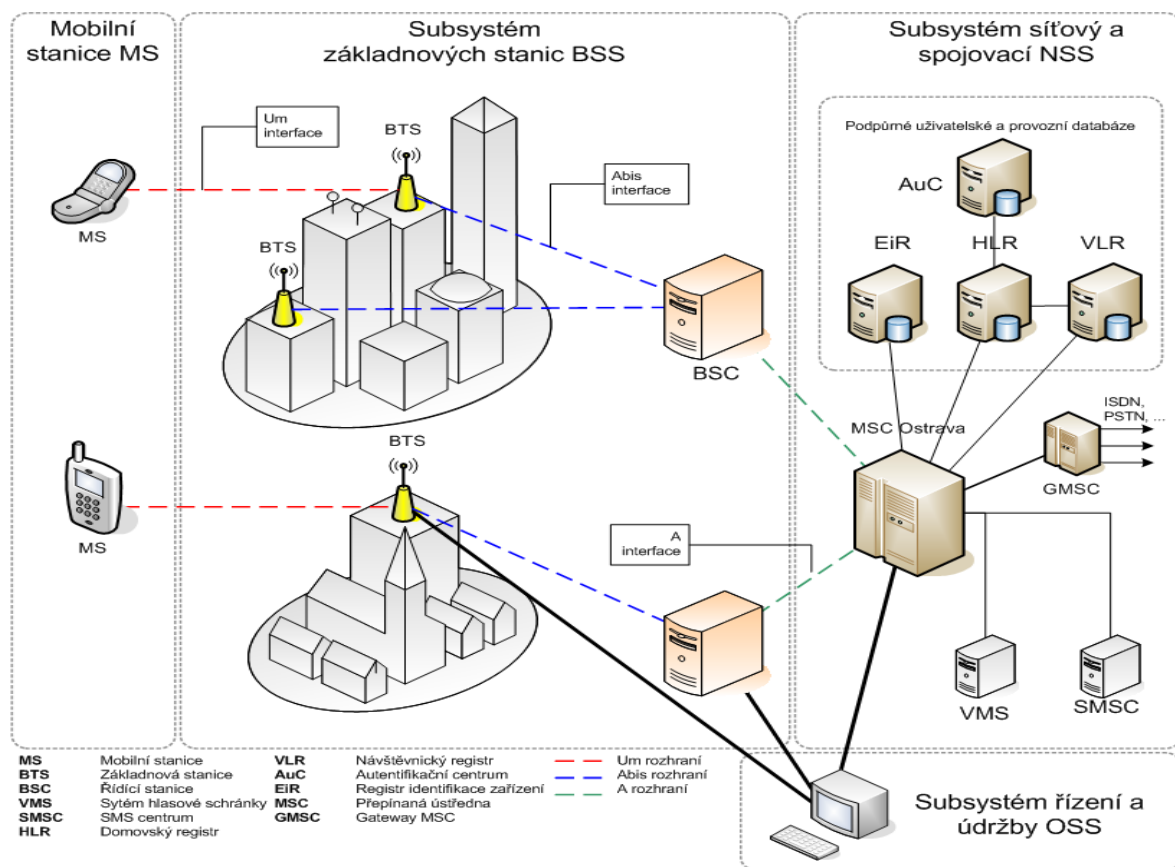 Mobilní
stanice MS
Subsystém
základnových stanic BSS
Subsystém síťový a
spojovací NSS
Um
interface
BTS
Abis
interface
Podpůrné uživatelské a provozní databáze
AuC
MS
BTS
EiR
HLR
VLR
BSC
MSC Ostrava
ISDN,
PSTN, ...
GMSC
BTS
MS
A
interface
VMS
SMSC
MS Mobilní stanice
BTS Základnová stanice
BSC Řídící stanice
VMS Sytém hlasové schránky
SMSC SMS centrum
HLR Domovský registr
VLR Návštěvnický registr
AuC Autentifikační centrum
EiR Registr identifikace zařízení
MSC Přepínaná ústředna
GMSC Gateway MSC
Um rozhraní
Abis rozhraní
A rozhraní
Subsystém řízení a
údržby OSS